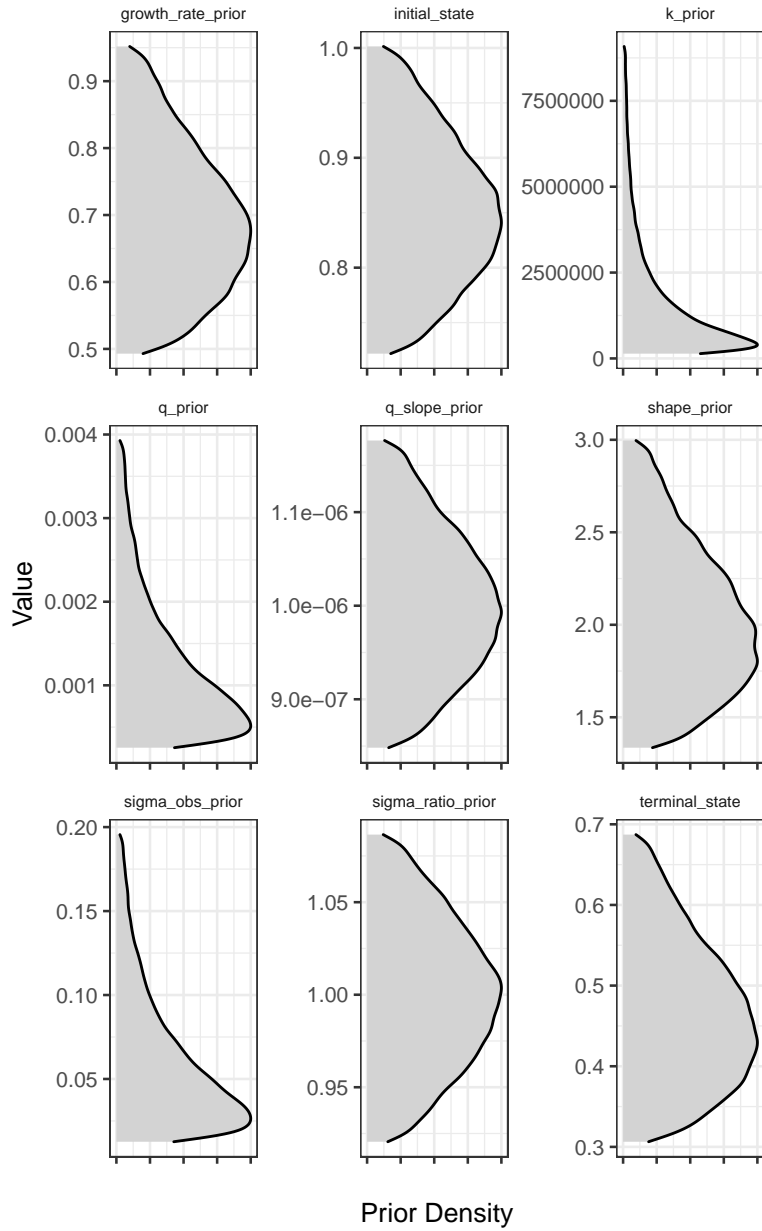 growth_rate_prior
initial_state
k_prior
0.9
0.8
0.7
0.6
0.5
1.0
0.9
0.8
7500000
5000000
2500000
0
q_prior
q_slope_prior
shape_prior
0.004
0.003
0.002
0.001
1.1e−06
1.0e−06
9.0e−07
3.0
2.5
2.0
1.5
Value
sigma_obs_prior
sigma_ratio_prior
terminal_state
0.20
0.15
0.10
0.05
1.05
1.00
0.95
0.7
0.6
0.5
0.4
0.3
Prior Density